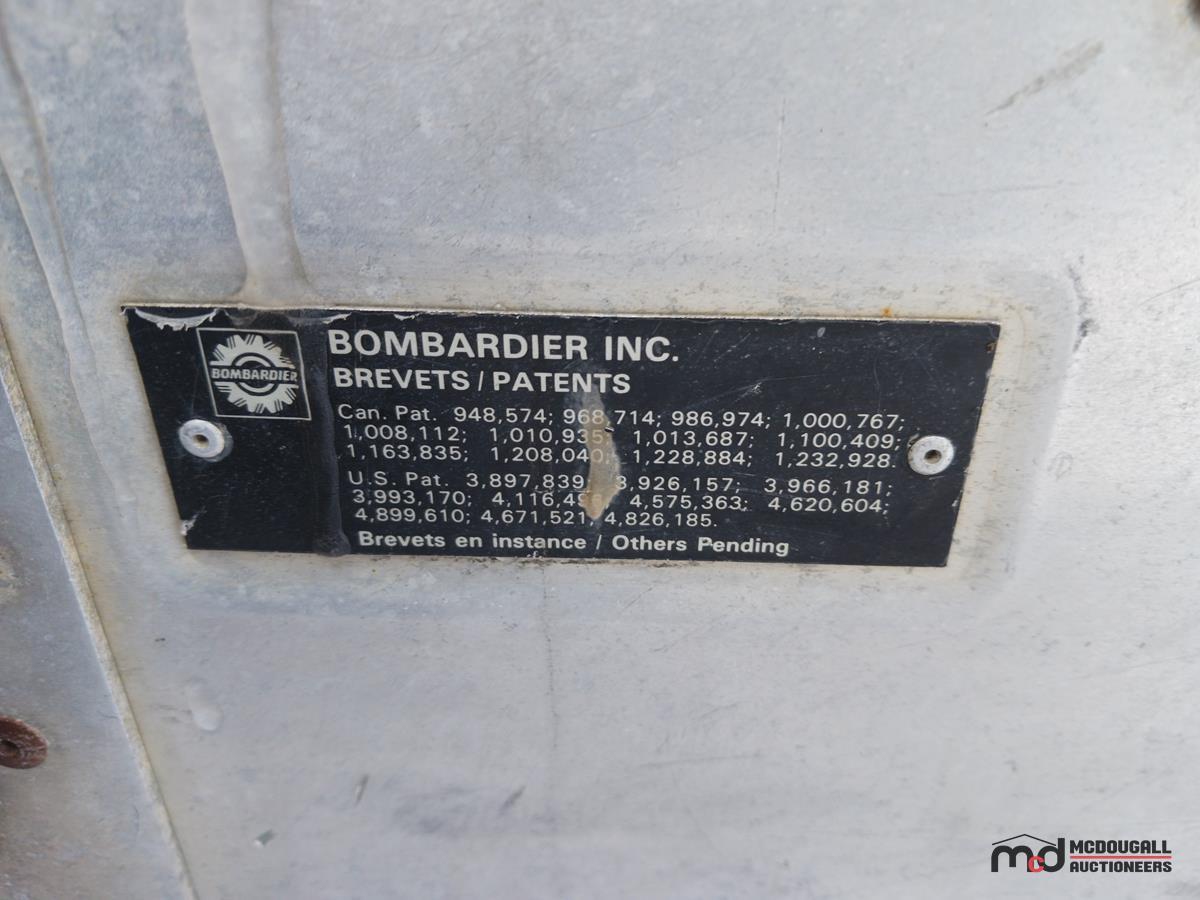 BOMBARDIER
BOMBARDIER INC.
BREVETS / PATENTS
Can. Pat. 948,574; 968,714; 986,974; 1,000,767;
1,008,112; 1,010,935; 1,013,687; 1,100,409;
1,163,835; 1,208,040; 1,228,884; 1,232,928.
U.S. Pat. 3,897,839; 3,926,157; 3,966,181;
3,993,170; 4,575,363; 4,620,604;
4,899,610; 4,671,521; 4,826,185.
Brevets en instance / Others Pending
mcd MCDOUGALL
AUCTIONEERS